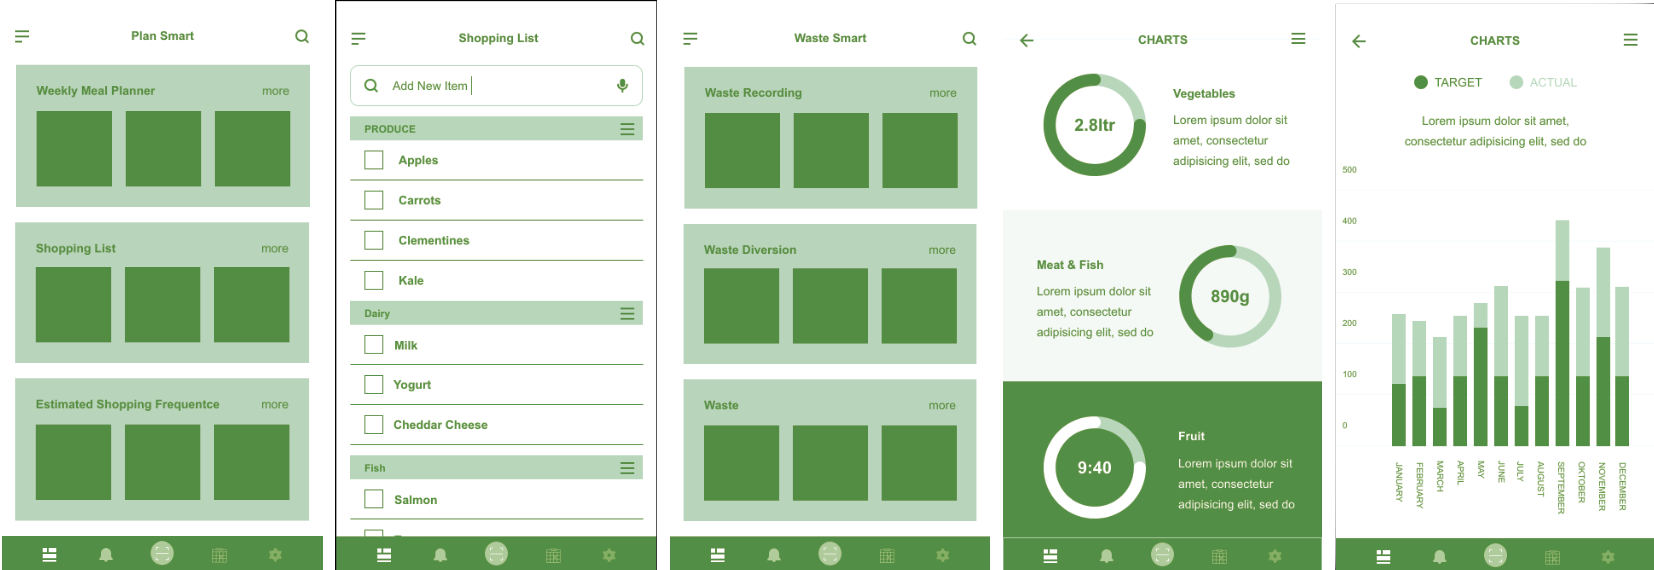 Plan Smart
Weekly Meal Planner
more
Shopping List
more
Estimated Shopping Frequentce
more
Shopping List
Add New Item
PRODUCE
Apples
Carrots
Clementines
Kale
Dairy
Milk
Yogurt
Cheddar Cheese
Fish
Salmon
Waste Smart
Waste Recording
more
Waste Diversion
more
Waste
more
CHARTS
2.8ltr
Vegetables
Lorem ipsum dolor sit
amet, consectetur
adipisicing elit, sed do
Meat & Fish
Lorem ipsum dolor sit
amet, consectetur
adipisicing elit, sed do
890g
9:40
Fruit
Lorem ipsum dolor sit
amet, consectetur
adipisicing elit, sed do
CHARTS
TARGET
ACTUAL
Lorem ipsum dolor sit amet,
consectetur adipisicing elit, sed do
500
400
300
200
100
0
JANUARY
FEBRUARY
MARCH
APRIL
MAY
JUNE
JULY
AUGUST
SEPTEMBER
OKTOBER
NOVEMBER
DECEMBER